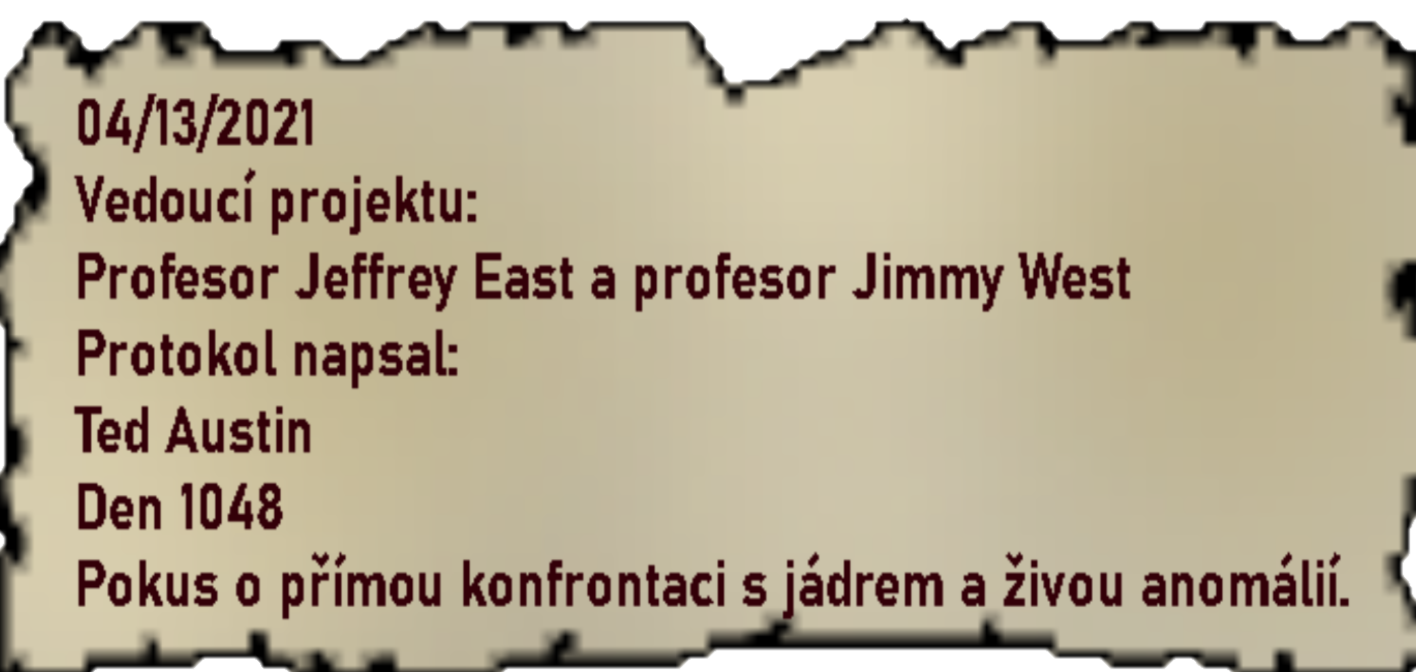 04/13/2021
Vedoucí projektu:
Profesor Jeffrey East a profesor Jimmy West
Protokol napsal:
Ted Austin
Den 1048
Pokus o přímou konfrontaci s jádrem a živou anomálií.